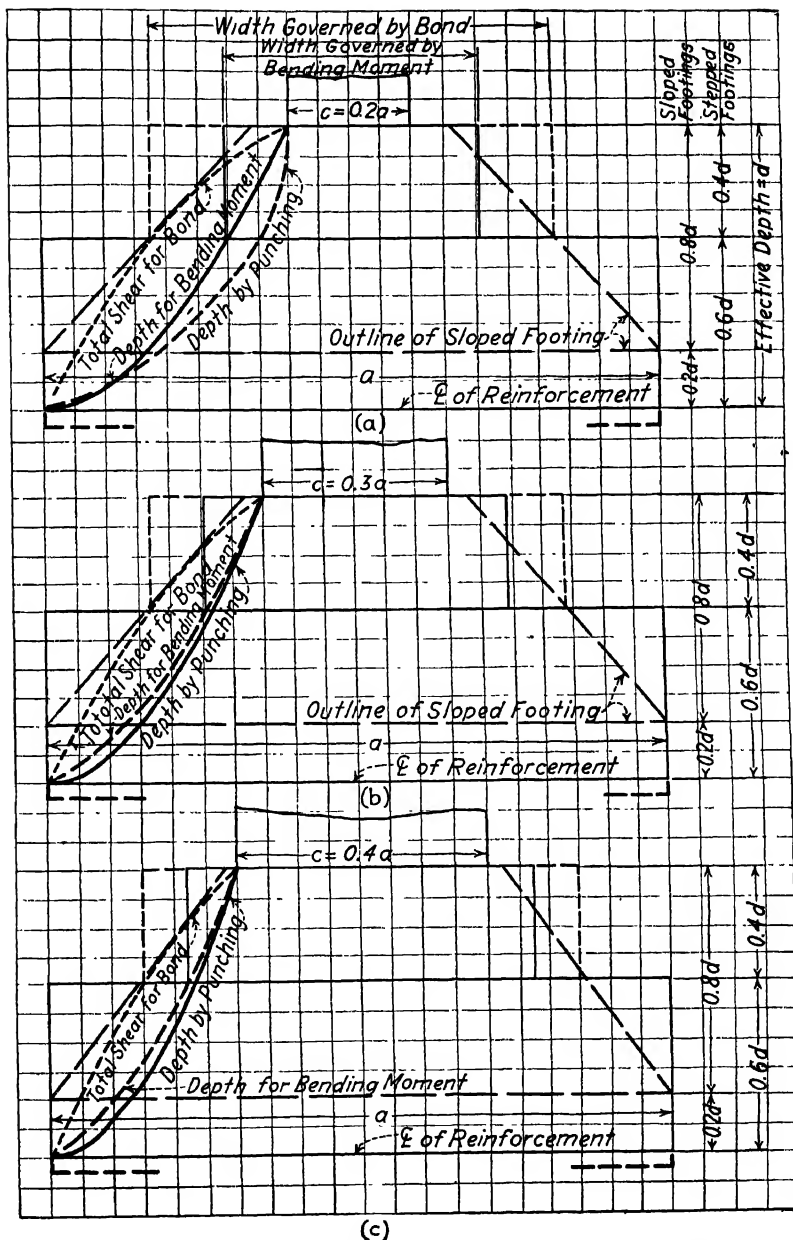 Width Governed by Bond
Width Governed by
Bending Moment
c=0.2a
Sloped
Footings
Stepped
Footings
Total Shear for Bond
Depth for Bending Moment
Depth by Punching
0.8d
0.4d
0.2d
0.6d
Effective Depth=d
Outline of Sloped Footing
a
℄ of Reinforcement
(a)
c=0.3a
Tototal Shear for Bond
Depth for Bending Moment
Depth by Punching
0.8d
0.4d
0.2d
0.6d
Outline of Sloped Footing
a
℄ of Reinforcement
(b)
c=0.4a
Total Shear for Bond
Depth by Punching
0.8d
0.4d
0.2d
0.6d
Depth for Bending Moment
a
℄ of Reinforcement
(c)